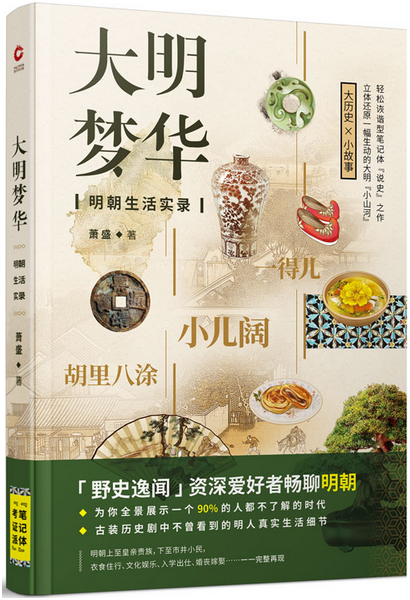 大明
梦华
明朝生活实录
萧盛◆著
轻松诙谐型笔记体『说史』之作
立体还原一幅生动的大明『小山河』
大历史×小故事
一得儿
小儿阔
胡里八涂
「野史逸闻」资深爱好者畅聊明朝
◆为你全景展示一个90%的人都不了解的时代
◆古装历史剧中不曾看到的明人真实生活细节
明朝上至皇亲贵族,下至市井小民,
衣食住行、文化娱乐、入学出仕、婚丧嫁娶……一一完整再现
大明梦华
明朝生活实录
萧盛◆著
笔记体
考证派